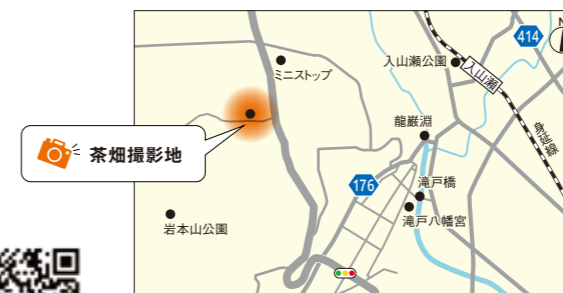 N
414
入山瀬公園
入山瀬
ミニストップ
身延線
龍巌淵
茶畑撮影地
176
滝戸橋
滝戸八幡宮
岩本山公園